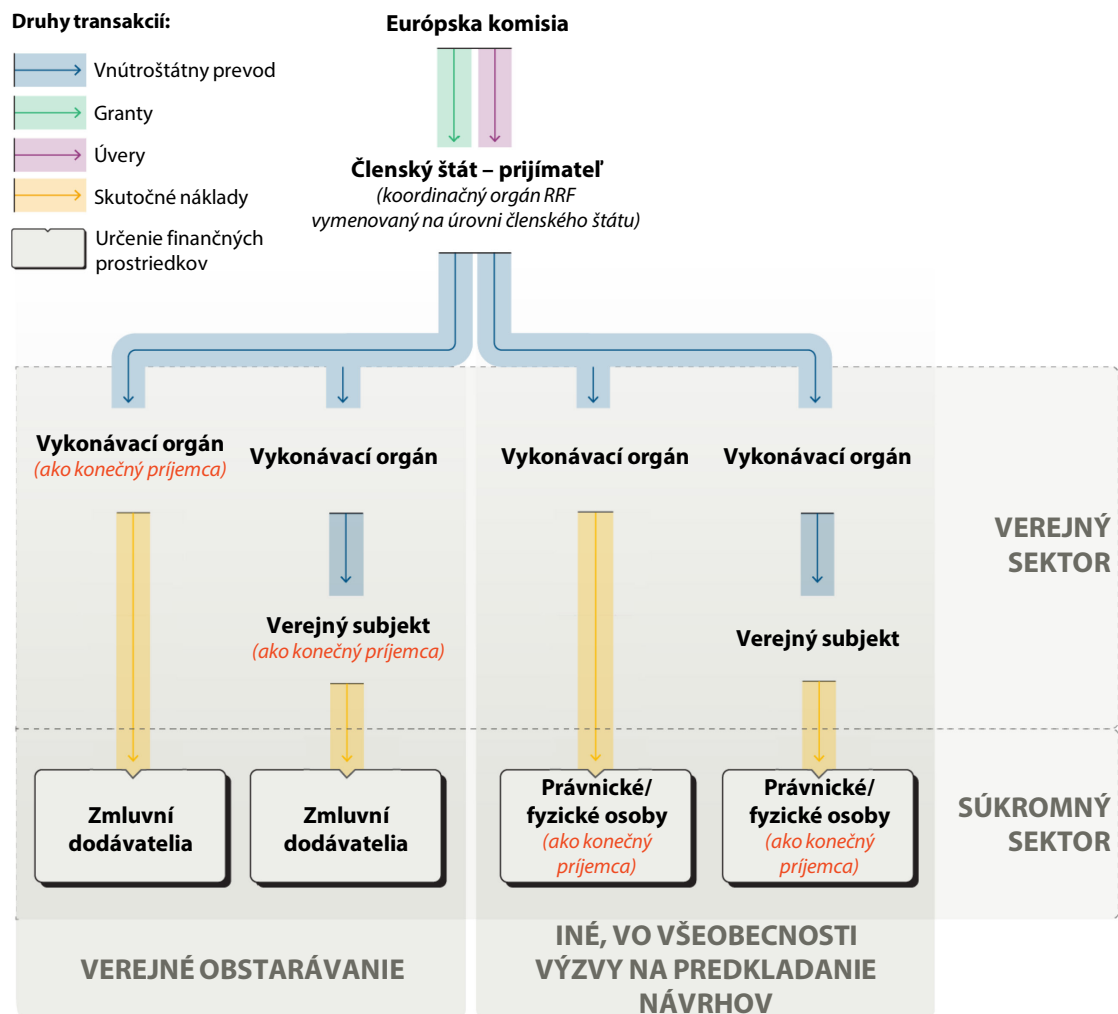 Druhy transakcií:
Vnútroštátny prevod
Granty
Úvery
Skutočné náklady
Určenie finančných
prostriedkov
Európska komisia
Členský štát – prijímateľ
(koordinačný orgán RRF
vymenovaný na úrovni členského štátu)
Vykonávací orgán
(ako konečný príjemca)
Vykonávací orgán
Vykonávací orgán
Vykonávací orgán
VEREJNÝ
SEKTOR
Verejný subjekt
(ako konečný príjemca)
Verejný subjekt
Zmluvní
dodávatelia
Zmluvní
dodávatelia
Právnické/
fyzické osoby
(ako konečný
príjemca)
Právnické/
fyzické osoby
(ako konečný
príjemca)
SÚKROMNÝ
SEKTOR
VEREJNÉ OBSTARÁVANIE
INÉ, VO VŠEOBECNOSTI
VÝZVY NA PREDKLADANIE
NÁVRHOV